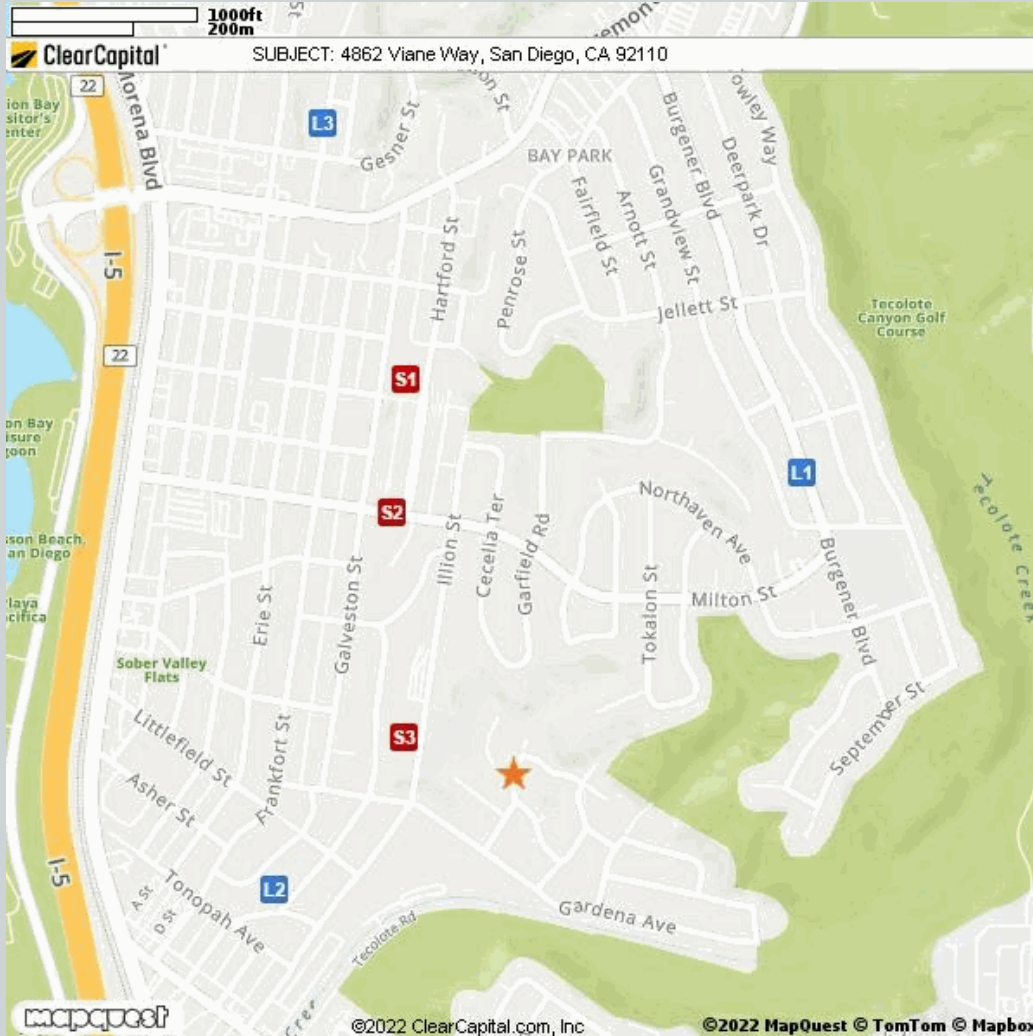 1000ft
200m
ClearCapital
SUBJECT: 4862 Viane Way, San Diego, CA 92110
22
Morena Blvd
L3
Gesner St
BAY PARK
Fairfield St
Arnott St
Grandview St
Burgener Blvd
Deerpark Dr
I-5
Hartford St
Penrose St
Jellett St
Tecolote
Canyon Golf
Course
22
S1
L1
S2
Northaven Ave
Illion St
Cecelia Ter
Garfield Rd
Tecolote Creek
Erie St
Galveston St
Tokalon St
Milton St
Burgener Blvd
Sober Valley
Flats
Littlefield St
Frankfort St
S3
September St
Asher St
I-5
L2
A St
D St
Tonopah Ave
Tecolote Rd
Gardena Ave
mapquest
©2022 ClearCapital.com, Inc
©2022 MapQuest © TomTom © Mapbox